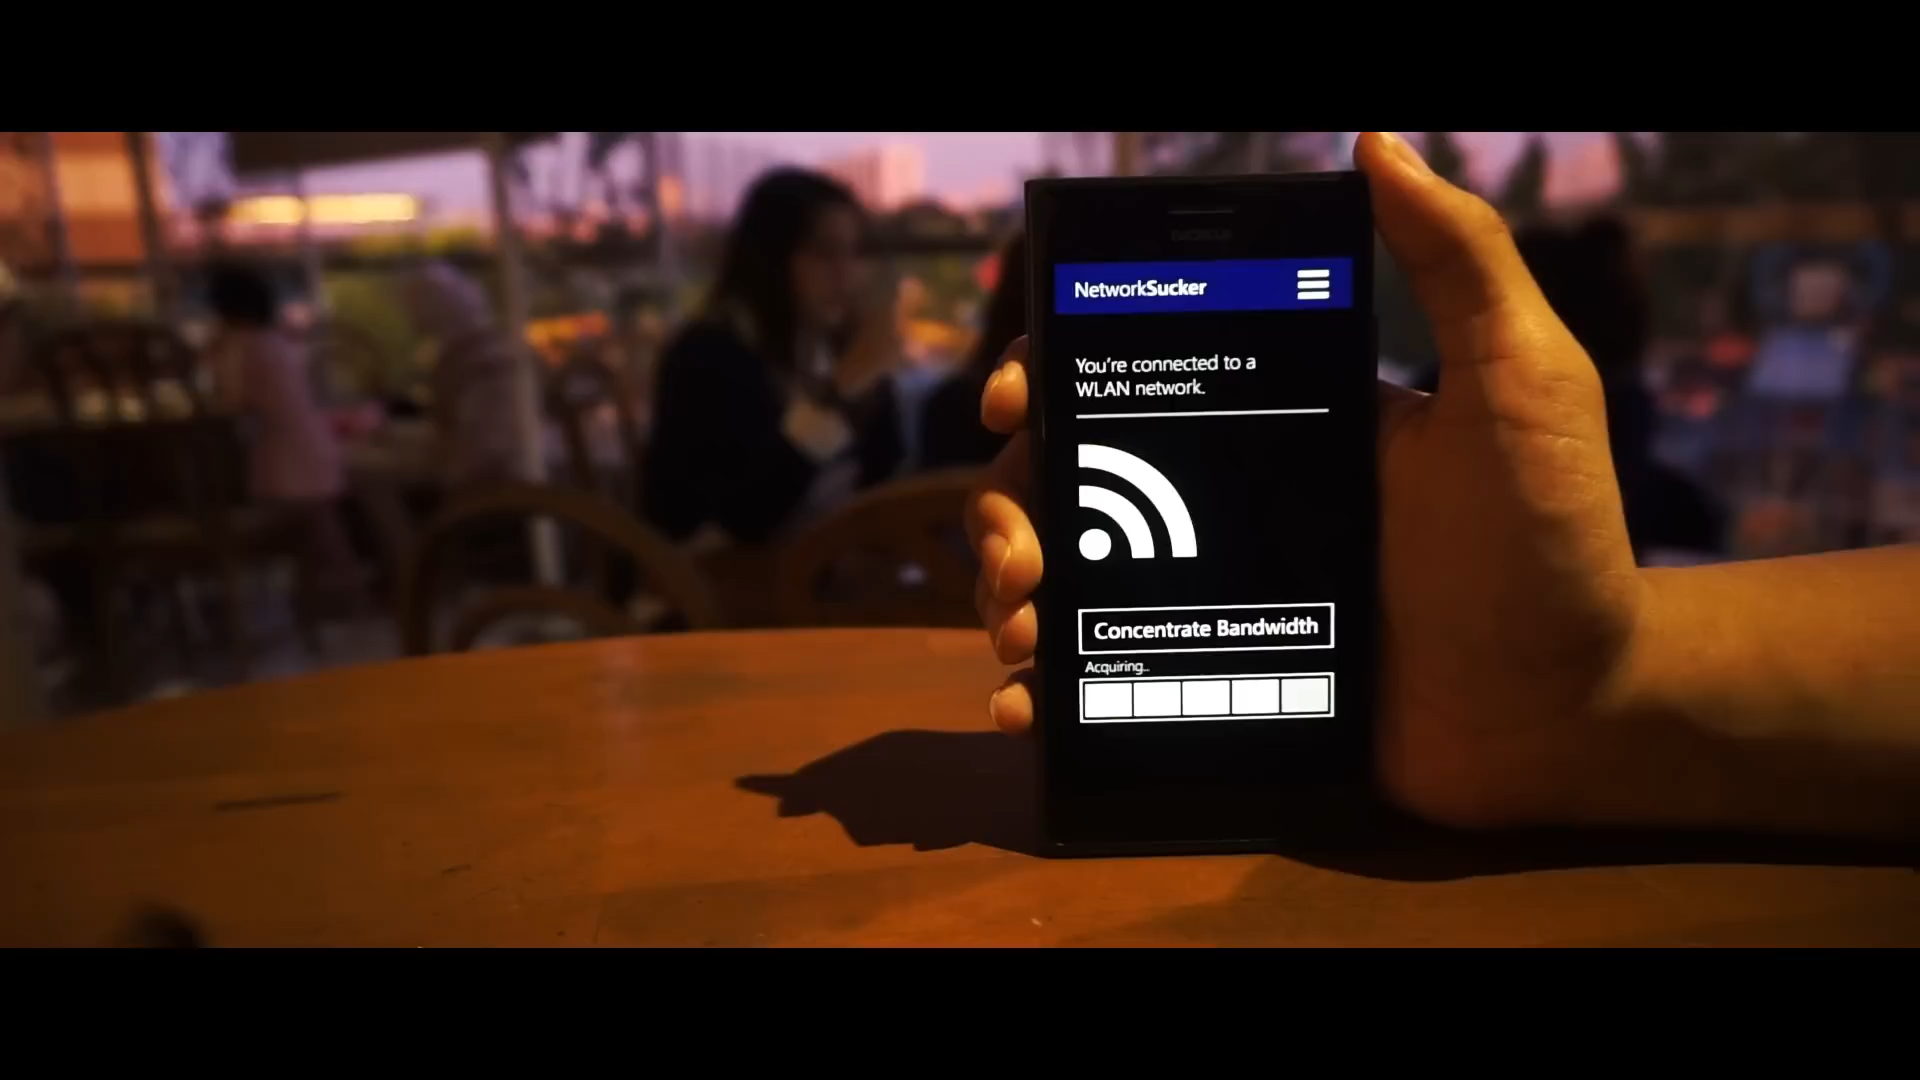 NetworkSucker
You're connected to a
WLAN network.
Concentrate Bandwidth
Acquiring...